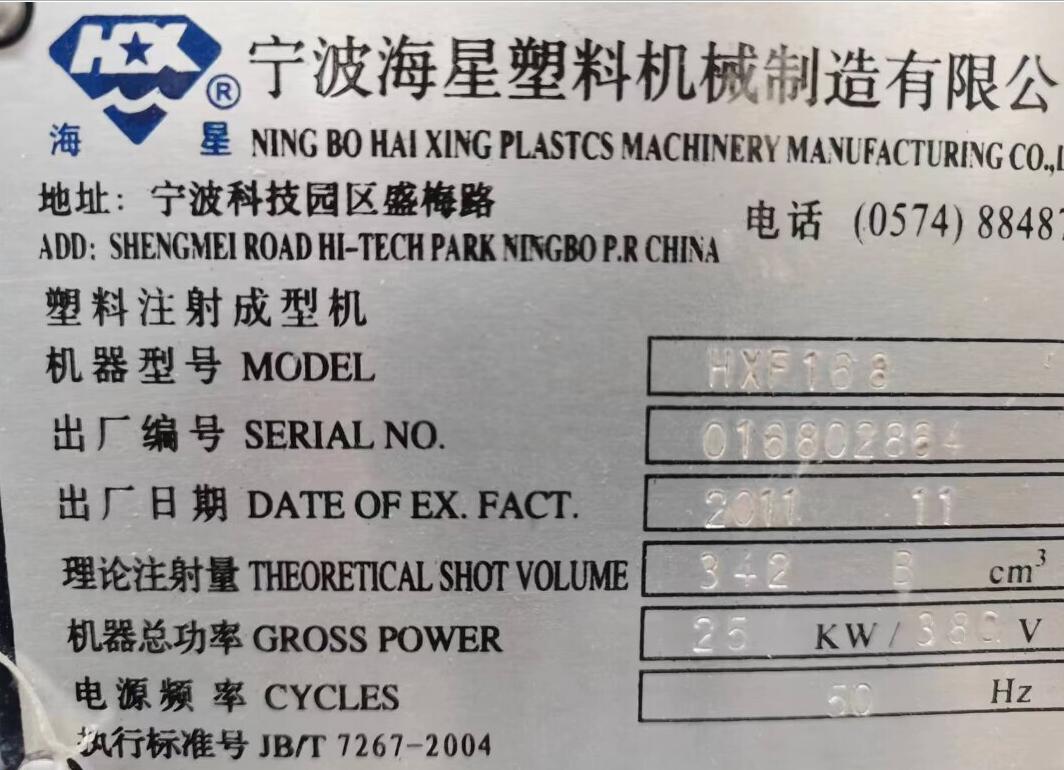 HX
®
海 星
宁波海星塑料机械制造有限公
NING BO HAI XING PLASTCS MACHINERY MANUFACTURING CO.,L
地址：宁波科技园区盛梅路
电话 (0574) 8848
ADD: SHENGMEI ROAD HI-TECH PARK NINGBO P.R CHINA
塑料注射成型机
机器型号 MODEL HXF168
出厂编号 SERIAL NO. 016802864
出厂日期 DATE OF EX. FACT. 2011 11
理论注射量 THEORETICAL SHOT VOLUME 342 B cm³
机器总功率 GROSS POWER 25 KW/380 V
电源频率 CYCLES 50 Hz
执行标准号 JB/T 7267-2004